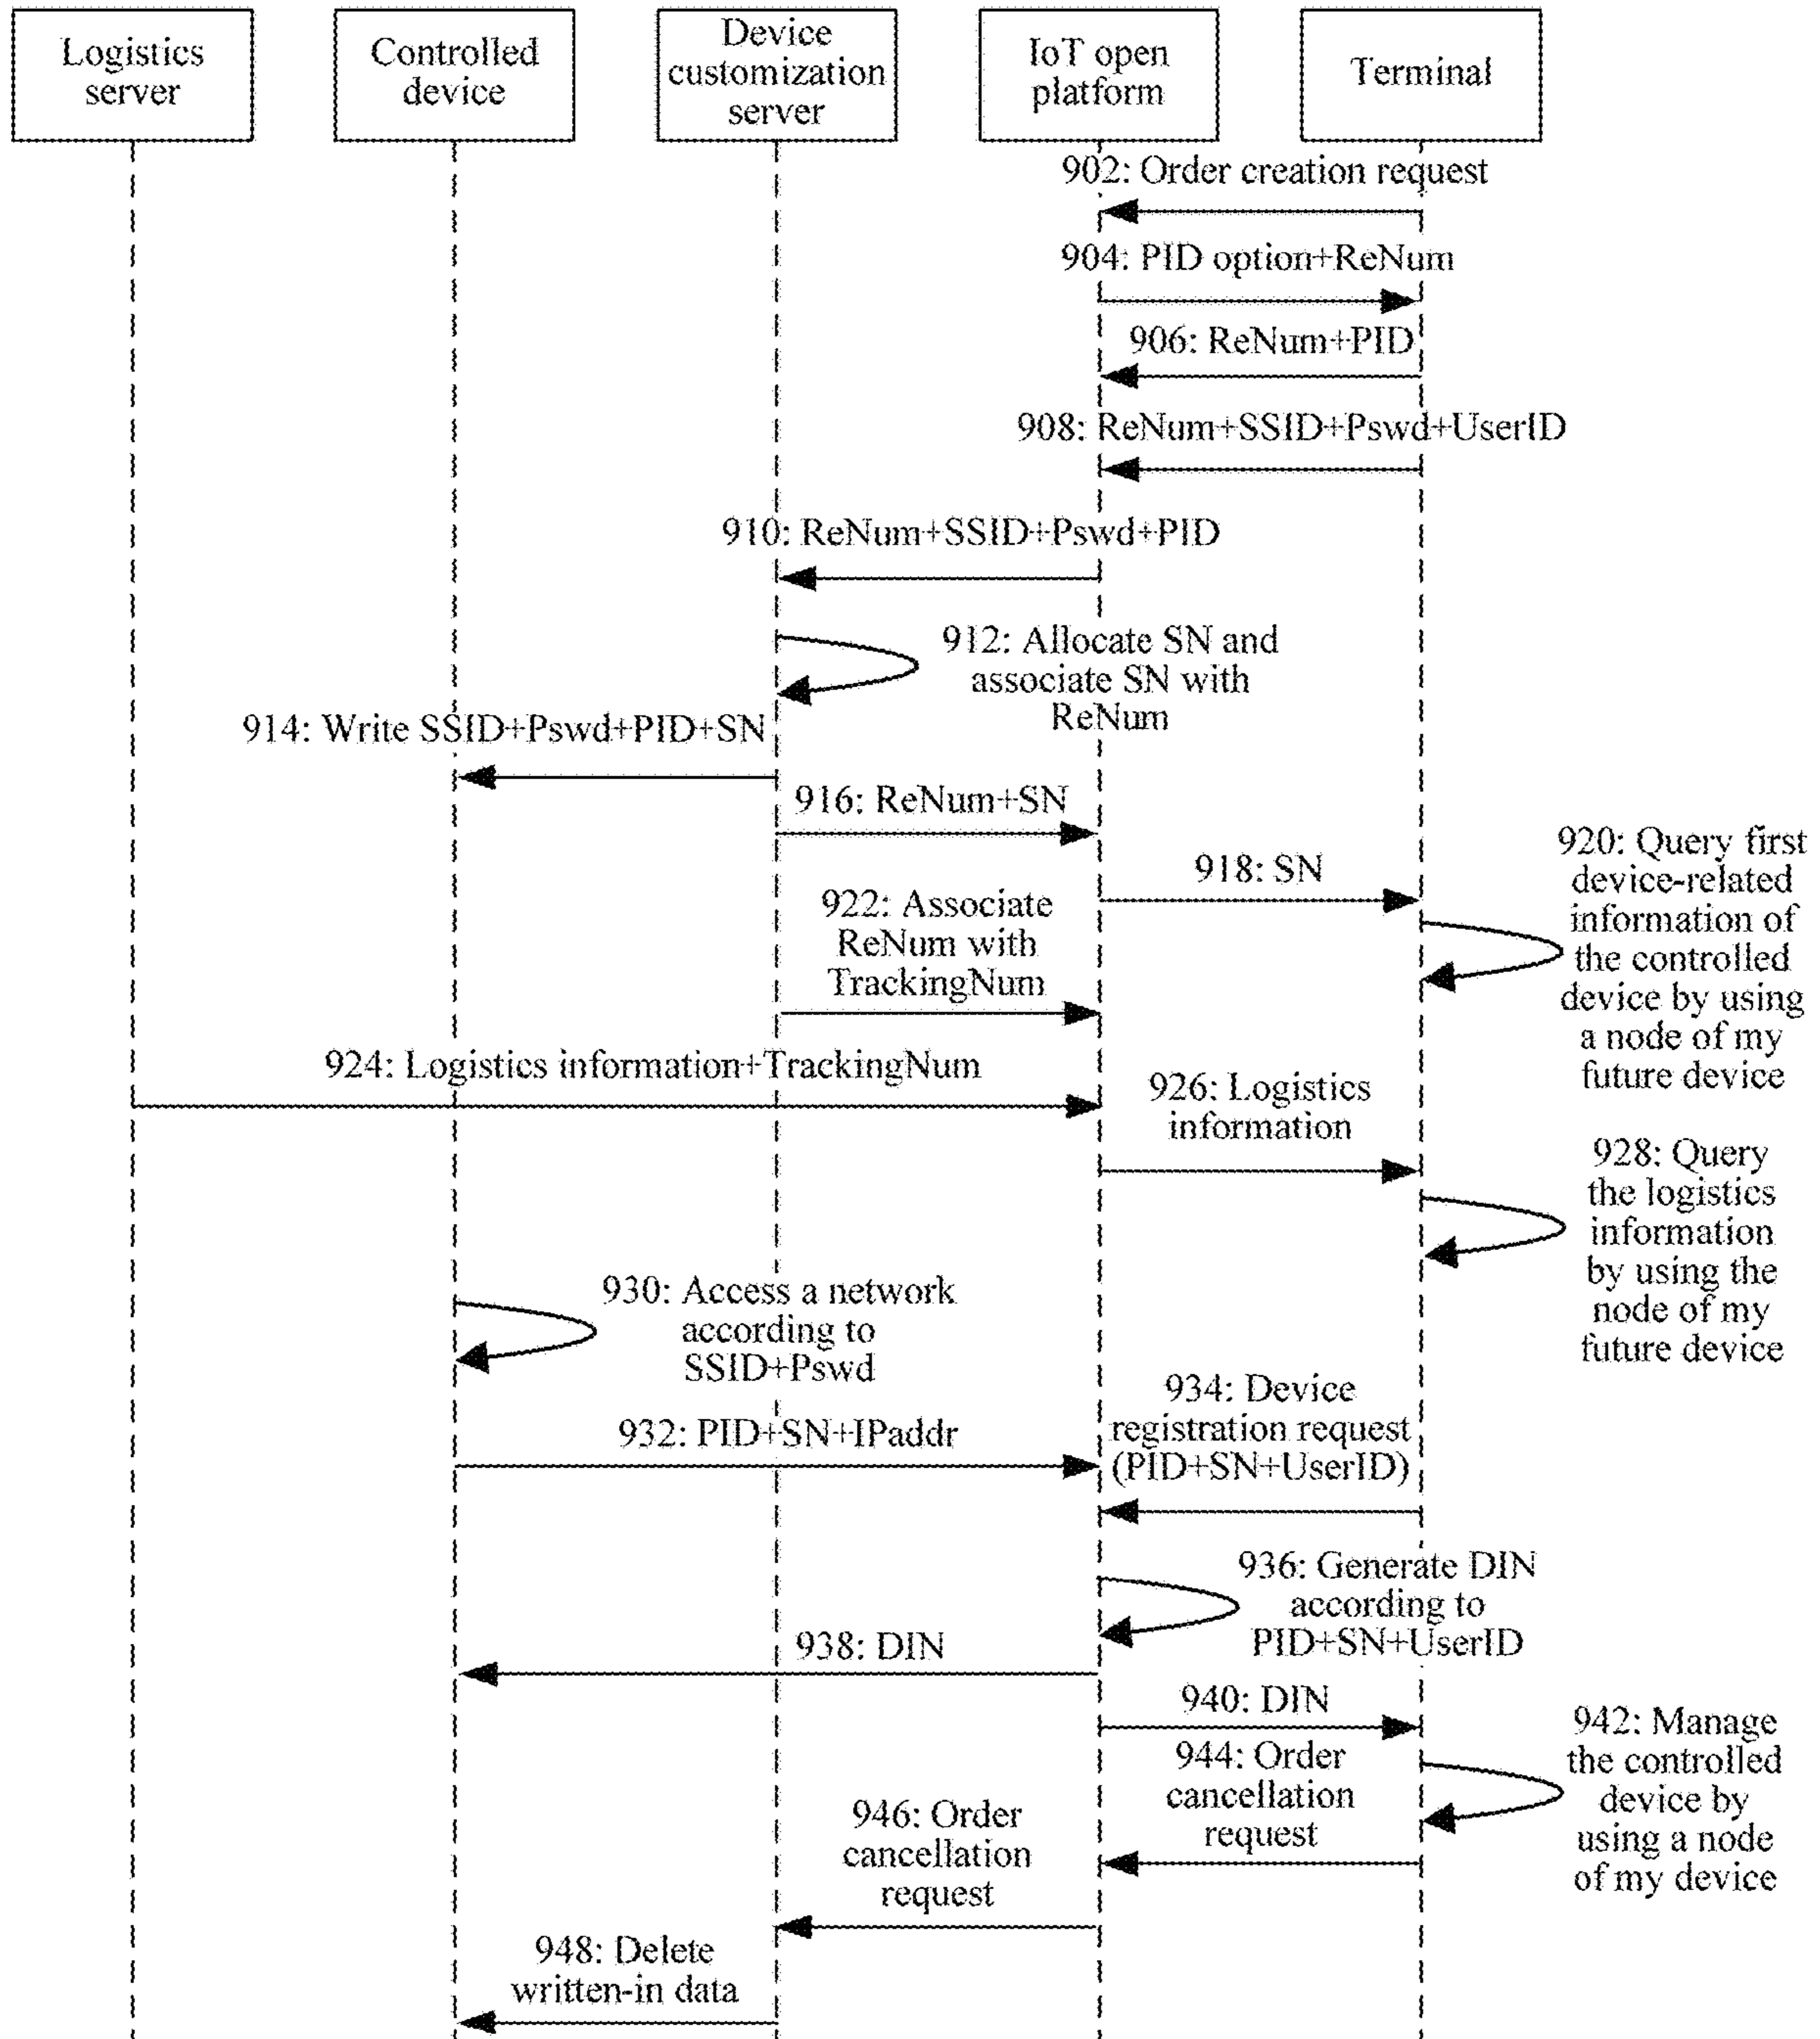 Logistics
server
Controlled
device
Device
customization
server
IoT open
platform
Terminal
902: Order creation request
904: PID option+ReNum
906: ReNum+PID
908: ReNum+SSID+Pswd+UserID
910: ReNum+SSID+Pswd+PID
912: Allocate SN and
associate SN with
ReNum
914: Write SSID+Pswd+PID+SN
916: ReNum+SN
918: SN
920: Query first
device-related
information of
the controlled
device by using
a node of my
future device
922: Associate
ReNum with
TrackingNum
924: Logistics information+TrackingNum
926: Logistics
information
928: Query
the logistics
information
by using the
node of my
future device
930: Access a network
according to
SSID+Pswd
932: PID+SN+IPaddr
934: Device
registration request
(PID+SN+UserID)
936: Generate DIN
according to
PID+SN+UserID
938: DIN
940: DIN
942: Manage
the controlled
device by
using a node
of my device
944: Order
cancellation
request
946: Order
cancellation
request
948: Delete
written-in data